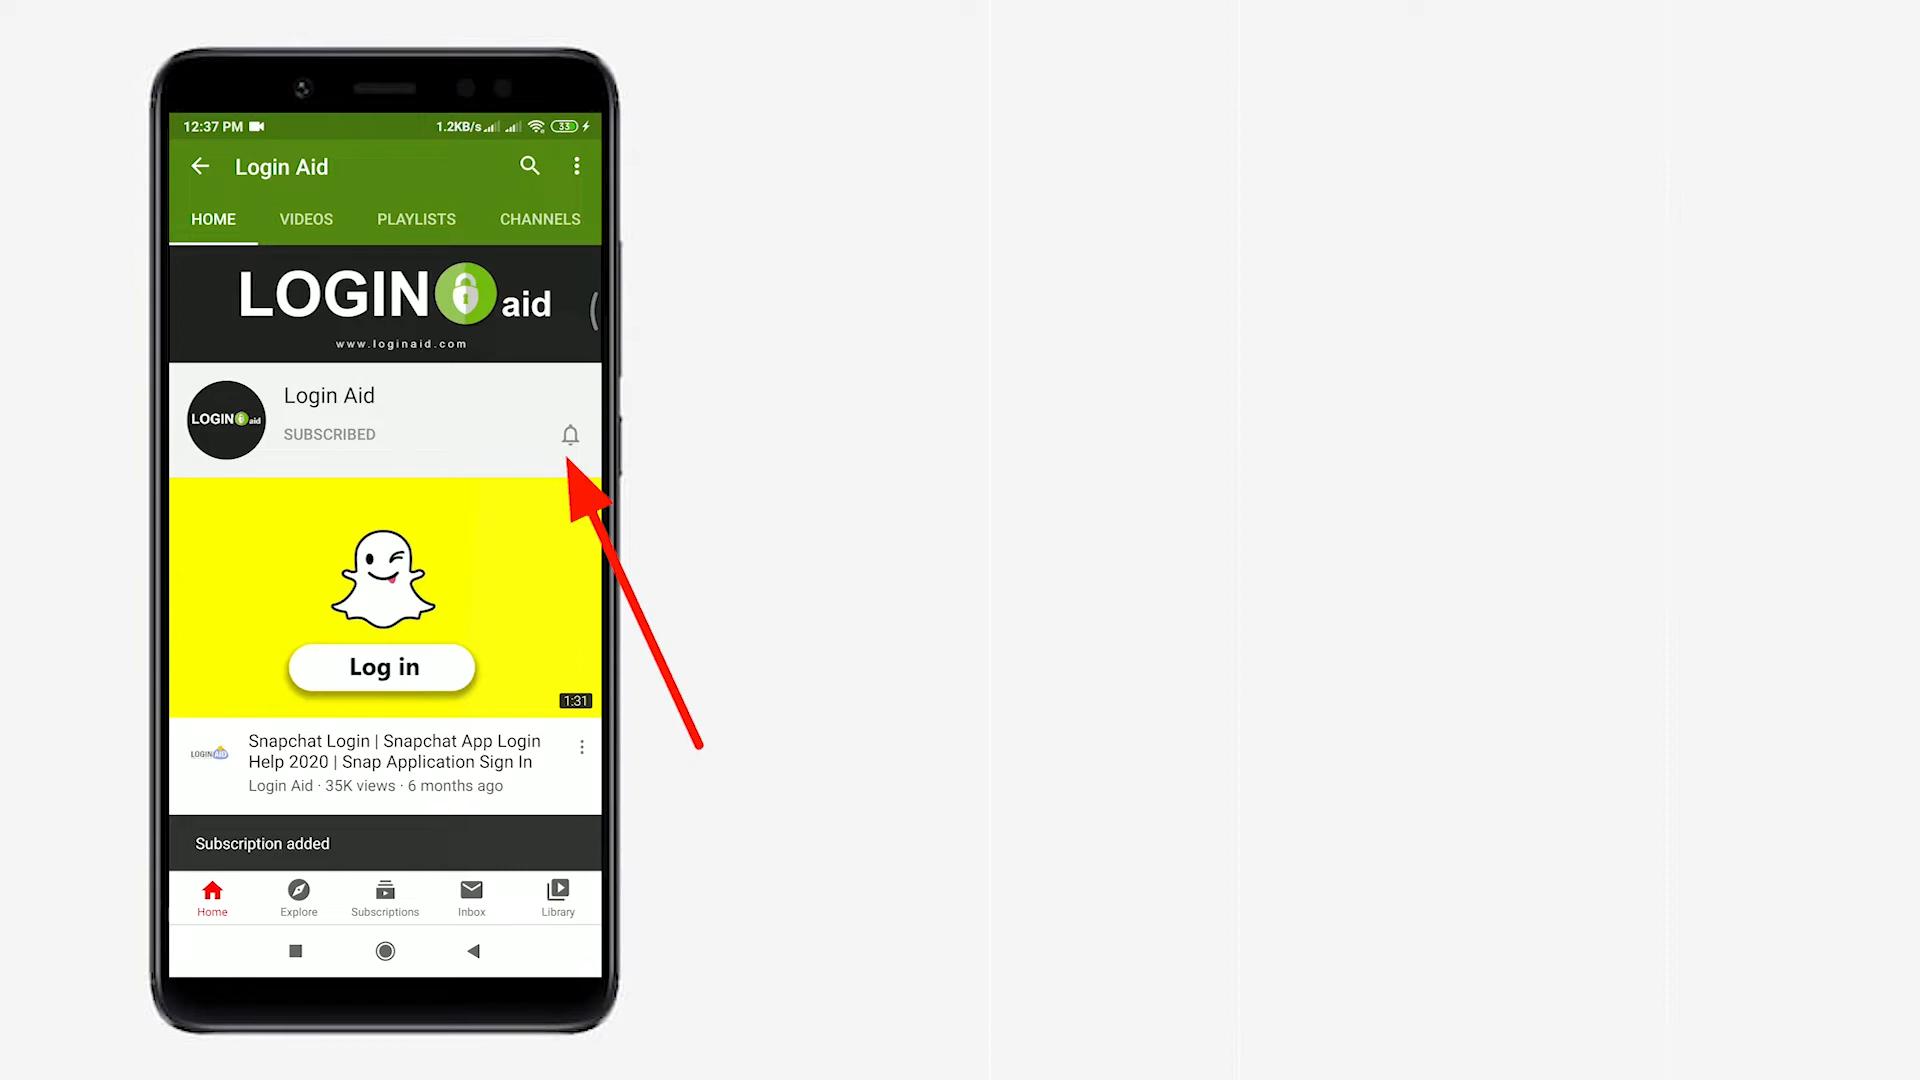 12:37 PM 1.2KB/s 33
Login Aid
HOME VIDEOS PLAYLISTS CHANNELS
LOGIN aid
www.loginaid.com
LOGIN aid
Login Aid
SUBSCRIBED
Log in
1:31
LOGIN AID
Snapchat Login | Snapchat App Login
Help 2020 | Snap Application Sign In
Login Aid · 35K views · 6 months ago
Subscription added
Home Explore Subscriptions Inbox Library